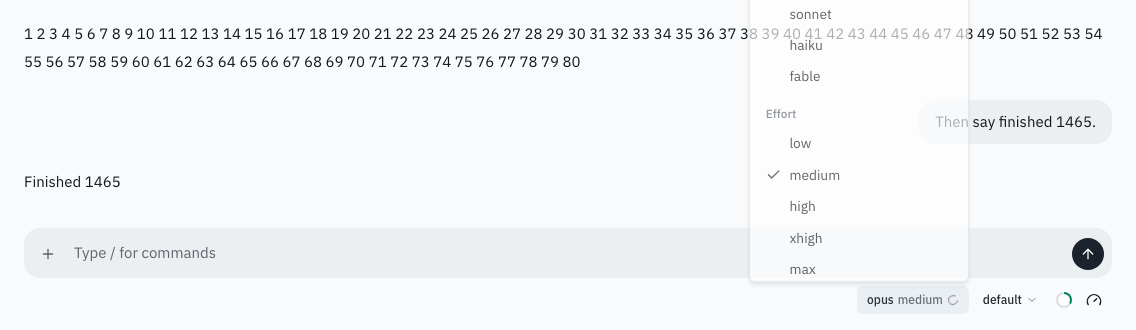 sonnet
1 2 3 4 5 6 7 8 9 10 11 12 13 14 15 16 17 18 19 20 21 22 23 24 25 26 27 28 29 30 31 32 33 34 35 36 37 38 39 40 41 42 43 44 45 46 47 48 49 50 51 52 53 54
haiku
55 56 57 58 59 60 61 62 63 64 65 66 67 68 69 70 71 72 73 74 75 76 77 78 79 80
fable
Effort
Then say finished 1465.
low
medium
Finished 1465
high
xhigh
Type / for commands
max
opus medium default